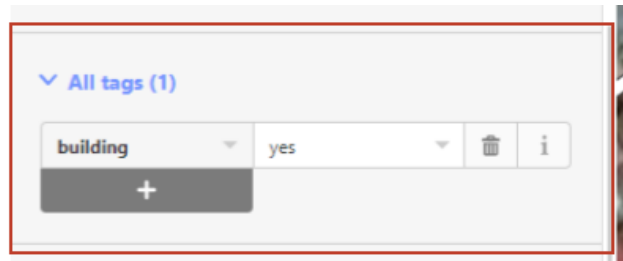 All tags (1)
building yes i
+